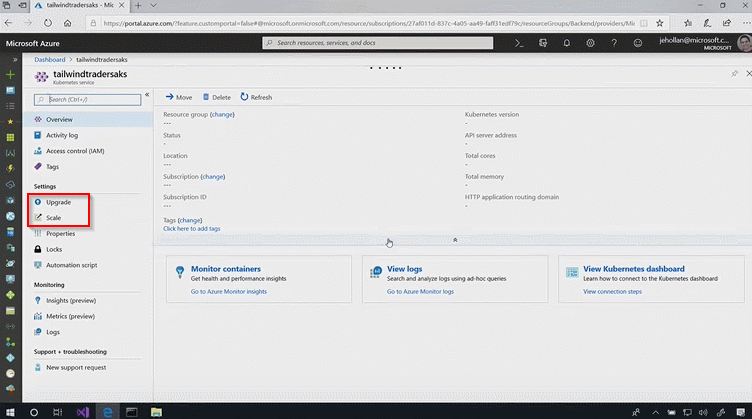 tailwindtradersaks - Mic
https://portal.azure.com/?feature.customportal=false#@microsoft.onmicrosoft.com/resource/subscriptions/27af011d-837c-4a05-aa49-faff31edf79c/resourceGroups/Backend/providers/Mi
Microsoft Azure
Search resources, services, and docs
jehollan@microsoft.c...
MICROSOFT
Dashboard > tailwindtradersaks
tailwindtradersaks
Kubernetes service
Search (Ctrl+/)
Move
Delete
Refresh
Overview
Activity log
Access control (IAM)
Tags
Settings
Upgrade
Scale
Properties
Locks
Automation script
Monitoring
Insights (preview)
Metrics (preview)
Logs
Support + troubleshooting
New support request
Resource group (change)
---
Status
-
Location
---
Subscription (change)
---
Subscription ID
---
Tags (change)
Click here to add tags
Kubernetes version
-
API server address
-
Total cores
-
Total memory
-
HTTP application routing domain
-
Monitor containers
Get health and performance insights
Go to Azure Monitor insights
View logs
Search and analyze logs using ad-hoc queries
Go to Azure Monitor logs
View Kubernetes dashboard
Learn how to connect to the Kubernetes dashboard
View connection steps